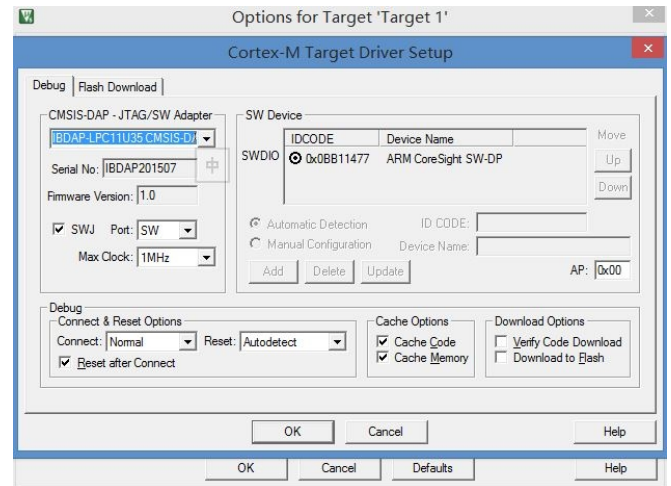 Options for Target 'Target 1'
Cortex-M Target Driver Setup
Debug Flash Download
CMSIS-DAP - JTAG/SW Adapter
IBDAP-LPC11U35 CMSIS-DA
Serial No: IBDAP201507
中
Firmware Version: 1.0
SWJ Port: SW
Max Clock: 1MHz
SW Device
IDCODE Device Name Move
SWDIO 0x0BB11477 ARM CoreSight SW-DP Up
Down
Automatic Detection ID CODE:
Manual Configuration Device Name:
Add Delete Update AP: 0x00
Debug
Connect & Reset Options
Connect: Normal Reset: Autodetect
Reset after Connect
Cache Options
Cache Code
Cache Memory
Download Options
Verify Code Download
Download to Flash
OK Cancel Help
OK Cancel Defaults Help